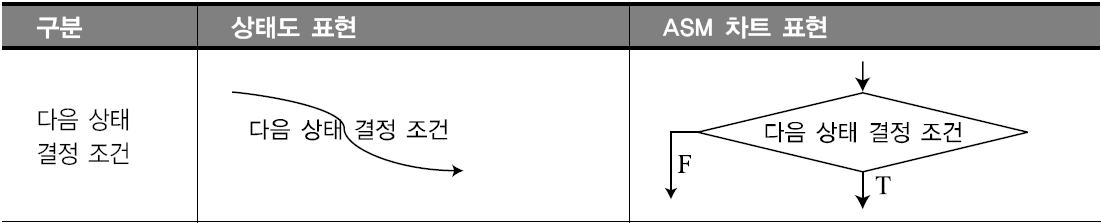 구분 상태도 표현 ASM 차트 표현
다음 상태
결정 조건
다음 상태 결정 조건
다음 상태 결정 조건
F
T